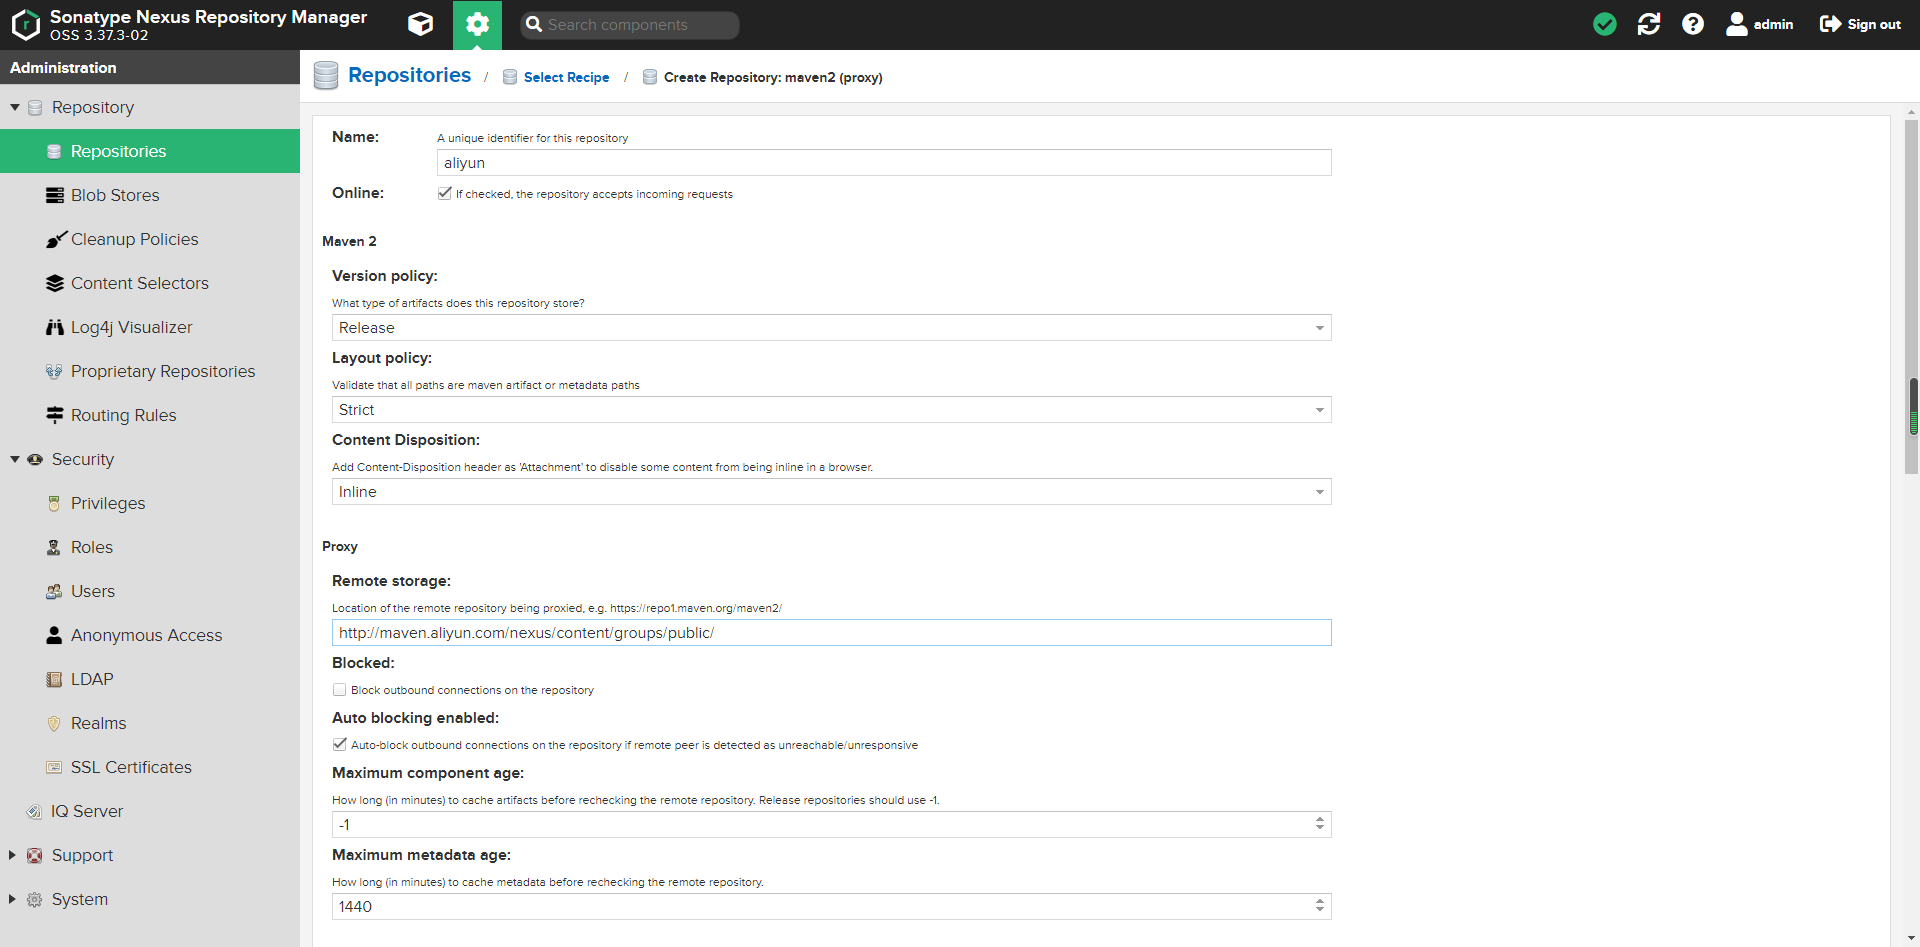 Sonatype Nexus Repository Manager
OSS 3.37.3-02
Search components
admin
Sign out
Administration
Repository
Repositories
Blob Stores
Cleanup Policies
Content Selectors
Log4j Visualizer
Proprietary Repositories
Routing Rules
Security
Privileges
Roles
Users
Anonymous Access
LDAP
Realms
SSL Certificates
IQ Server
Support
System
Repositories / Select Recipe / Create Repository: maven2 (proxy)
Name:
A unique identifier for this repository
aliyun
Online:
If checked, the repository accepts incoming requests
Maven 2
Version policy:
What type of artifacts does this repository store?
Release
Layout policy:
Validate that all paths are maven artifact or metadata paths
Strict
Content Disposition:
Add Content-Disposition header as 'Attachment' to disable some content from being inline in a browser.
Inline
Proxy
Remote storage:
Location of the remote repository being proxied, e.g. https://repo1.maven.org/maven2/
http://maven.aliyun.com/nexus/content/groups/public/
Blocked:
Block outbound connections on the repository
Auto blocking enabled:
Auto-block outbound connections on the repository if remote peer is detected as unreachable/unresponsive
Maximum component age:
How long (in minutes) to cache artifacts before rechecking the remote repository. Release repositories should use -1.
-1
Maximum metadata age:
How long (in minutes) to cache metadata before rechecking the remote repository.
1440